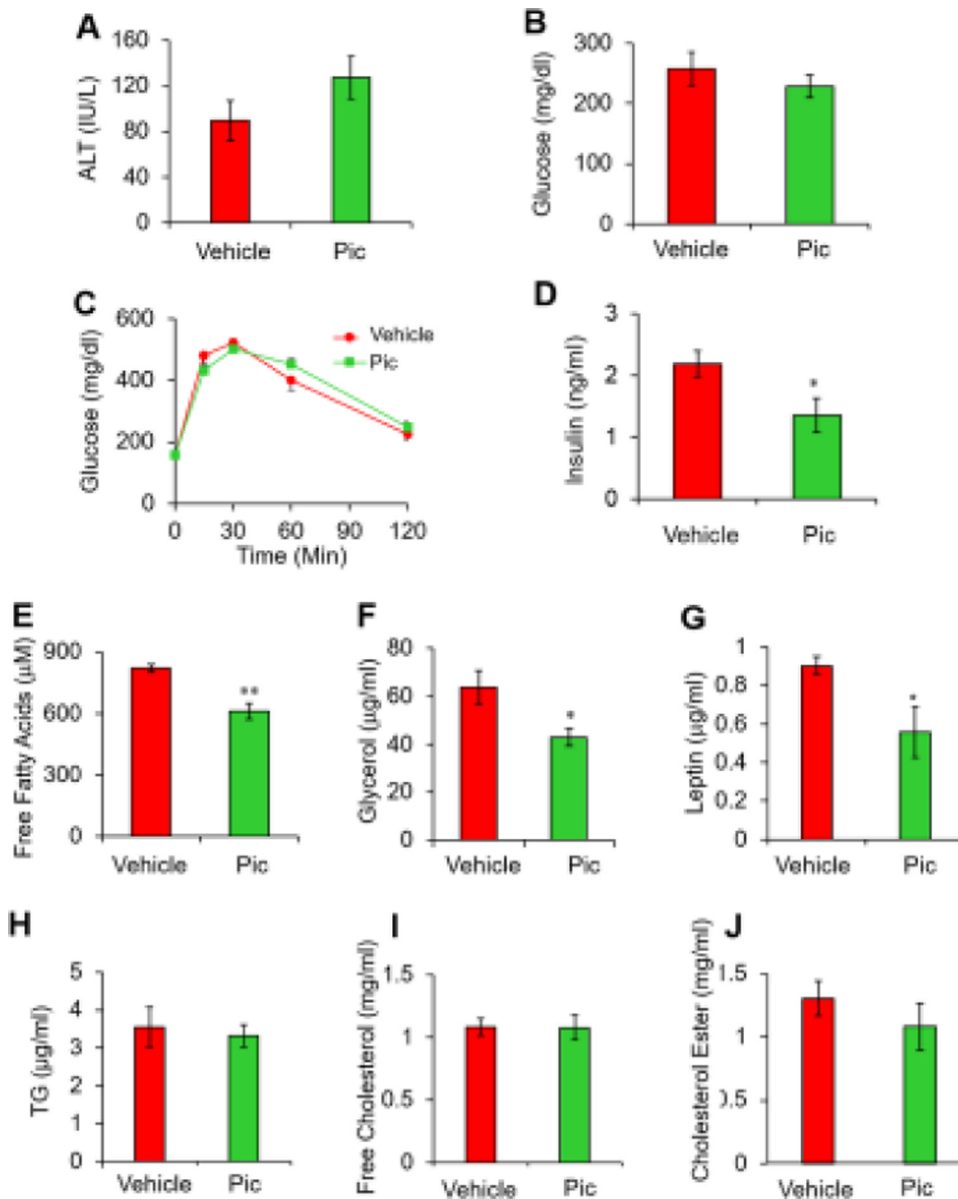 A
ALT (IU/L)
160
120
80
40
0
Vehicle Pic
B
Glucose (mg/dl)
300
200
100
0
Vehicle Pic
C
Glucose (mg/dl)
600
400
200
0
0 30 60 90 120
Time (Min)
Vehicle
Pic
D
Insulin (ng/ml)
3
2
1
0
*
Vehicle Pic
E
Free Fatty Acids (µM)
900
600
300
0
**
Vehicle Pic
F
Glycerol (µg/ml)
80
60
40
20
0
*
Vehicle Pic
G
Leptin (µg/ml)
1
0.8
0.6
0.4
0.2
0
*
Vehicle Pic
H
TG (µg/ml)
5
4
3
2
1
0
Vehicle Pic
I
Free Cholesterol (mg/ml)
1.5
1
0.5
0
Vehicle Pic
J
Cholesterol Ester (mg/ml)
1.5
1
0.5
0
Vehicle Pic